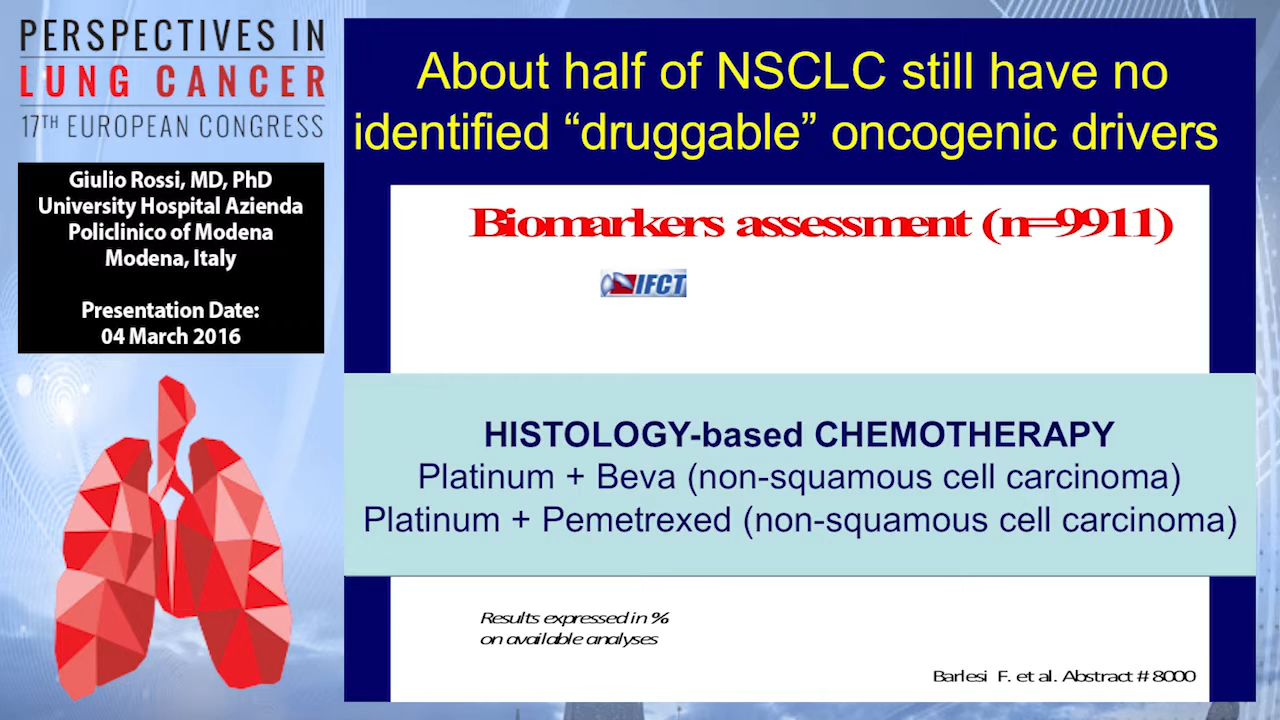 PERSPECTIVES IN
LUNG CANCER
17TH EUROPEAN CONGRESS
Giulio Rossi, MD, PhD
University Hospital Azienda
Policlinico of Modena
Modena, Italy
Presentation Date:
04 March 2016
About half of NSCLC still have no
identified “druggable” oncogenic drivers
Biomarkers assessment (n=9911)
IFCT
HISTOLOGY-based CHEMOTHERAPY
Platinum + Beva (non-squamous cell carcinoma)
Platinum + Pemetrexed (non-squamous cell carcinoma)
Results expressed in %
on available analyses
Barlesi F. et al. Abstract # 8000